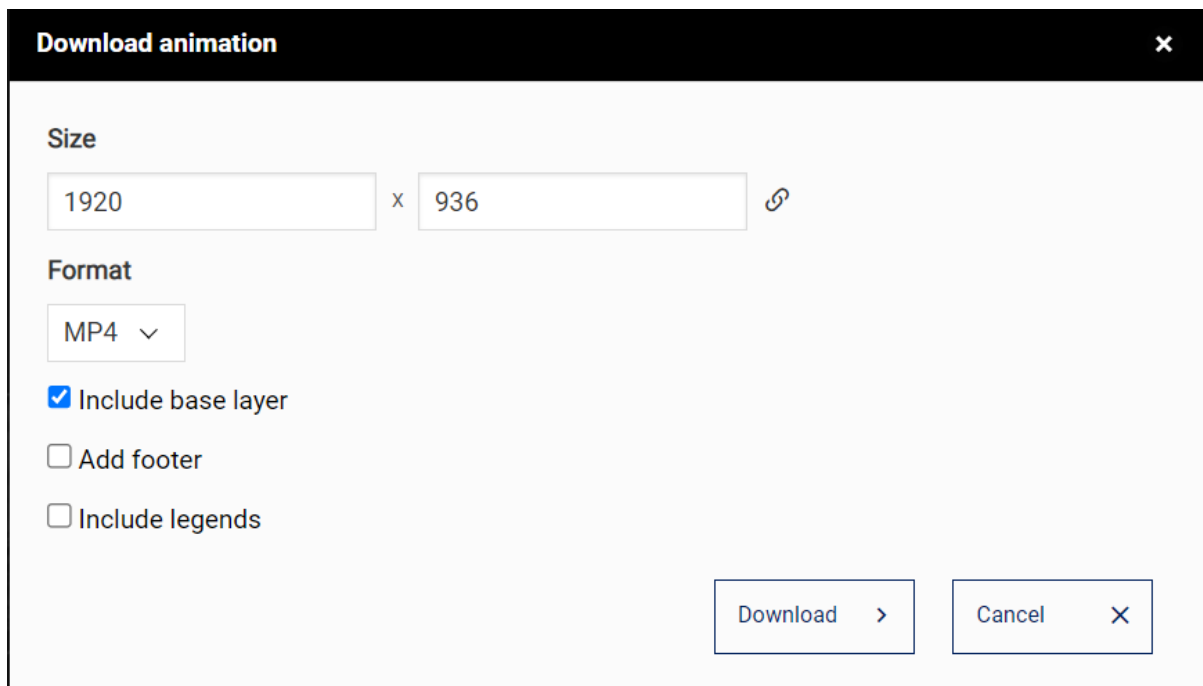 Download animation
Size
1920 x 936
Format
MP4
Include base layer
Add footer
Include legends
Download Cancel